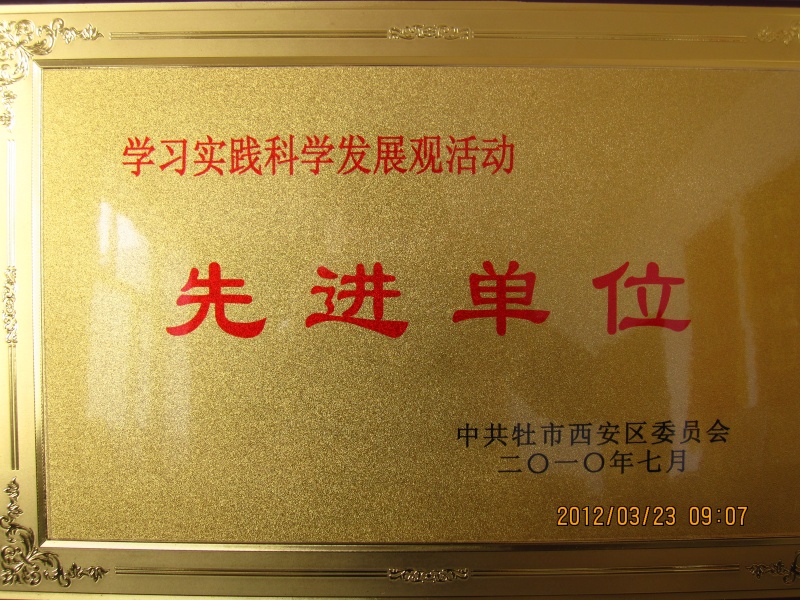 学习实践科学发展观活动
先进单位
中共牡市西安区委员会
二〇一〇年七月
2012/03/23 09:07